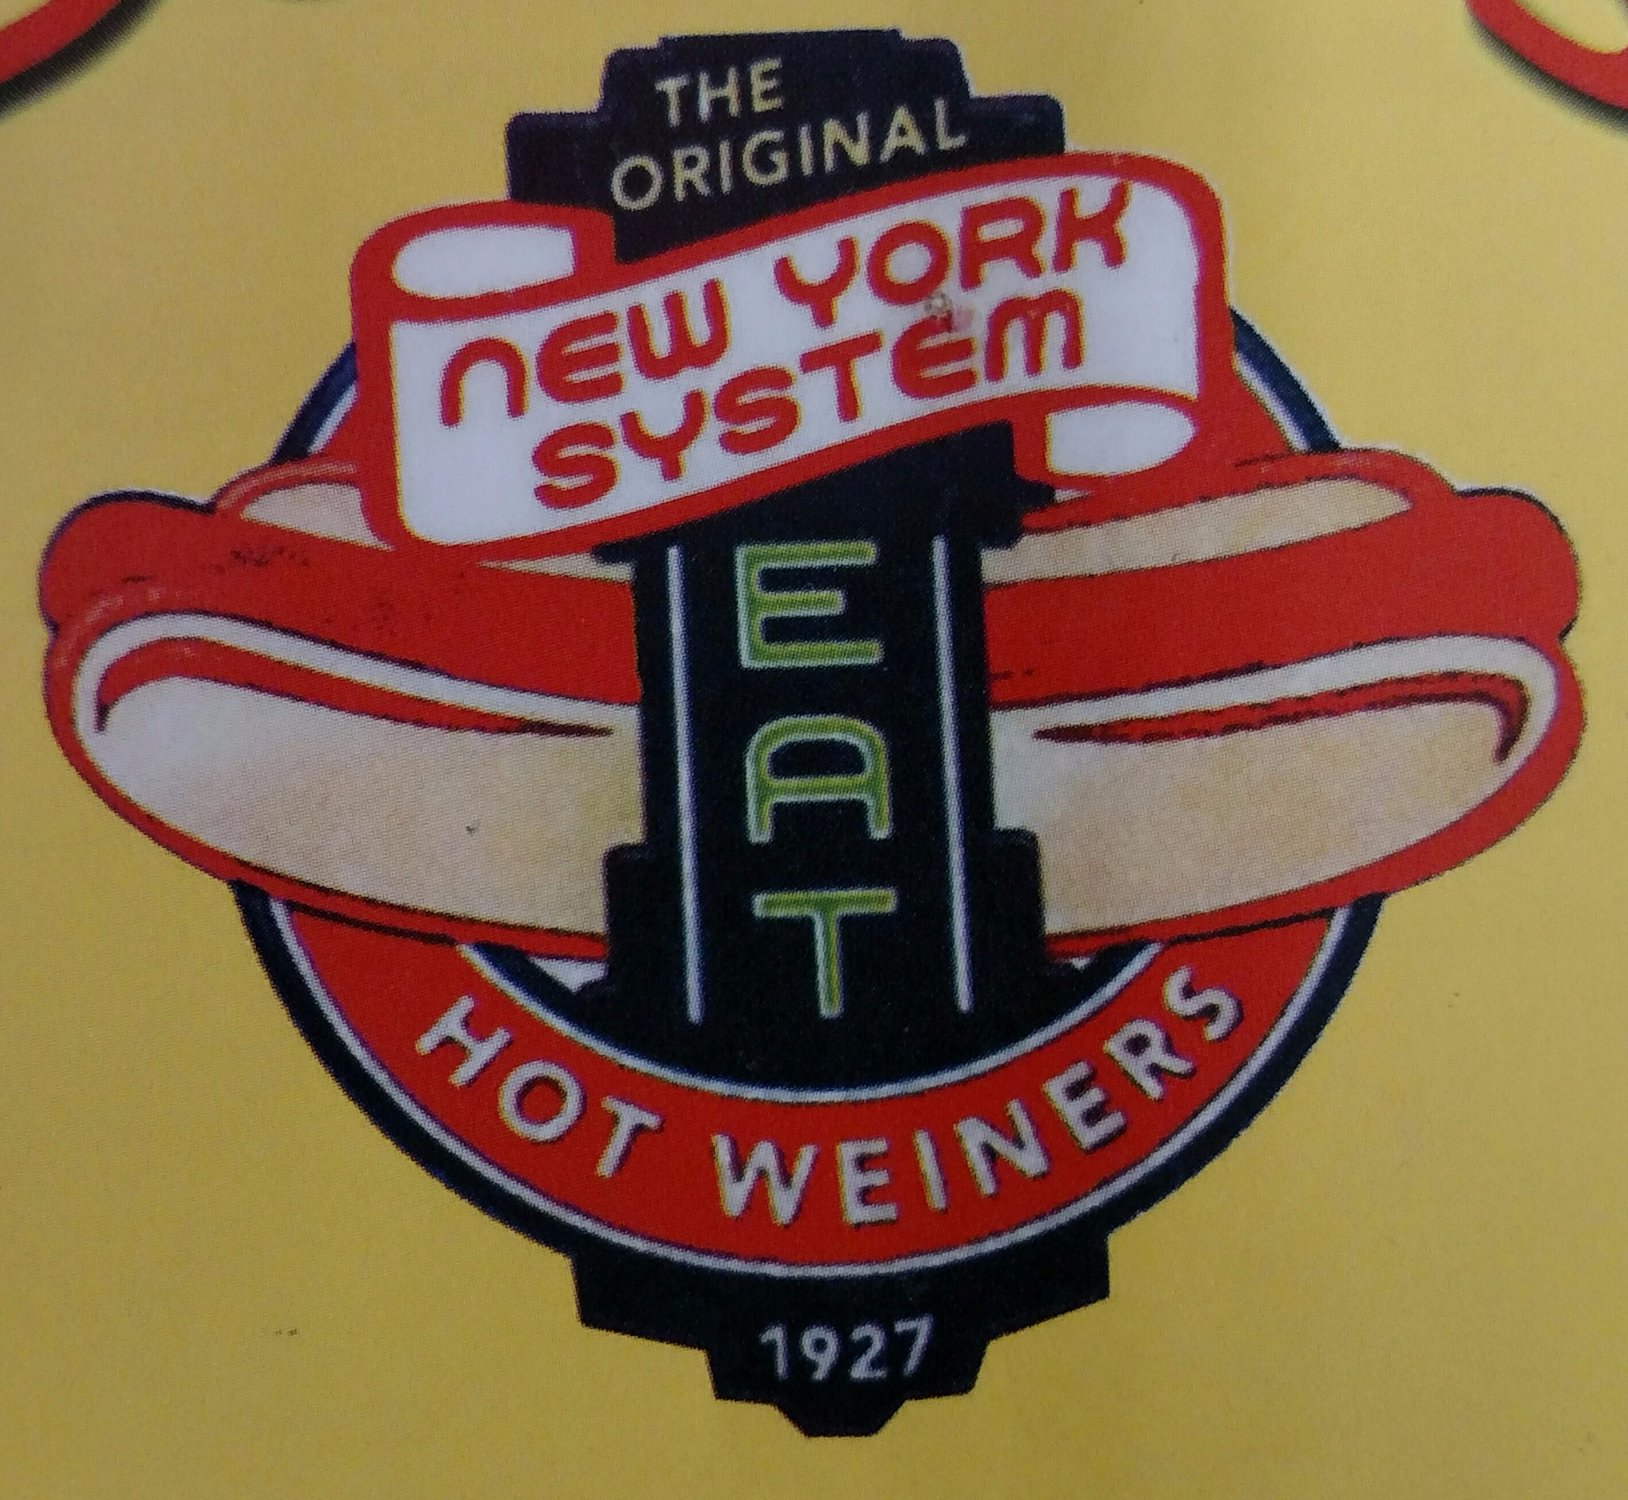 THE
ORIGINAL
NEW YORK
SYSTEM
EAT
HOT WEINERS
1927